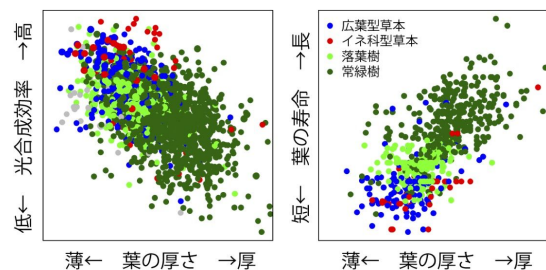 低← 光合成効率 →高
薄← 葉の厚さ →厚
短← 葉の寿命 →長
広葉型草本
イネ科型草本
落葉樹
常緑樹
薄← 葉の厚さ →厚